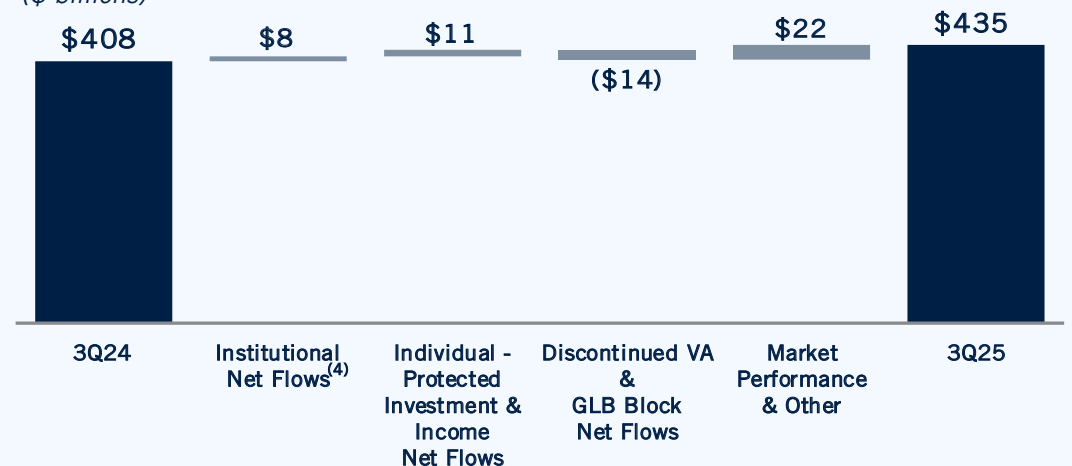 ($ billions)
$408
$8
$11
($14)
$22
$435
3Q24
Institutional
Net Flows(4)
Individual -
Protected
Investment &
Income
Net Flows
Discontinued VA
&
GLB Block
Net Flows
Market
Performance
& Other
3Q25